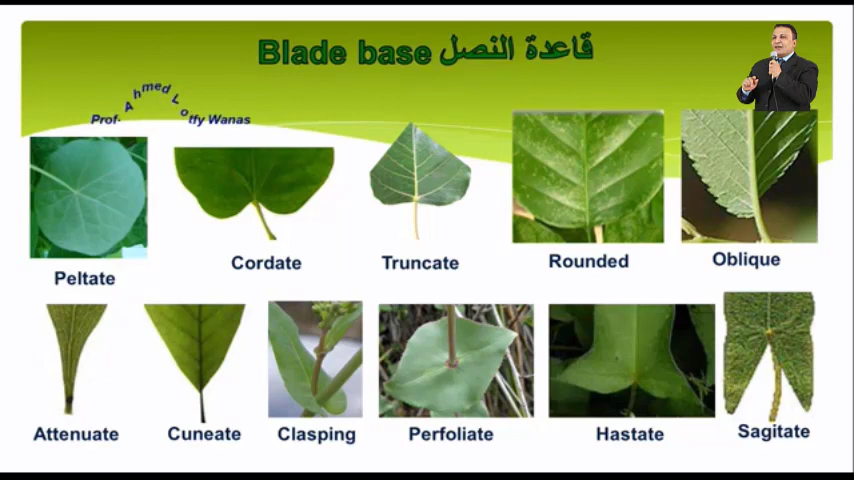 Blade base قاعدة النصل
Prof. Ahmed Lotfy Wanas
Peltate
Cordate
Truncate
Rounded
Oblique
Attenuate
Cuneate
Clasping
Perfoliate
Hastate
Sagitate